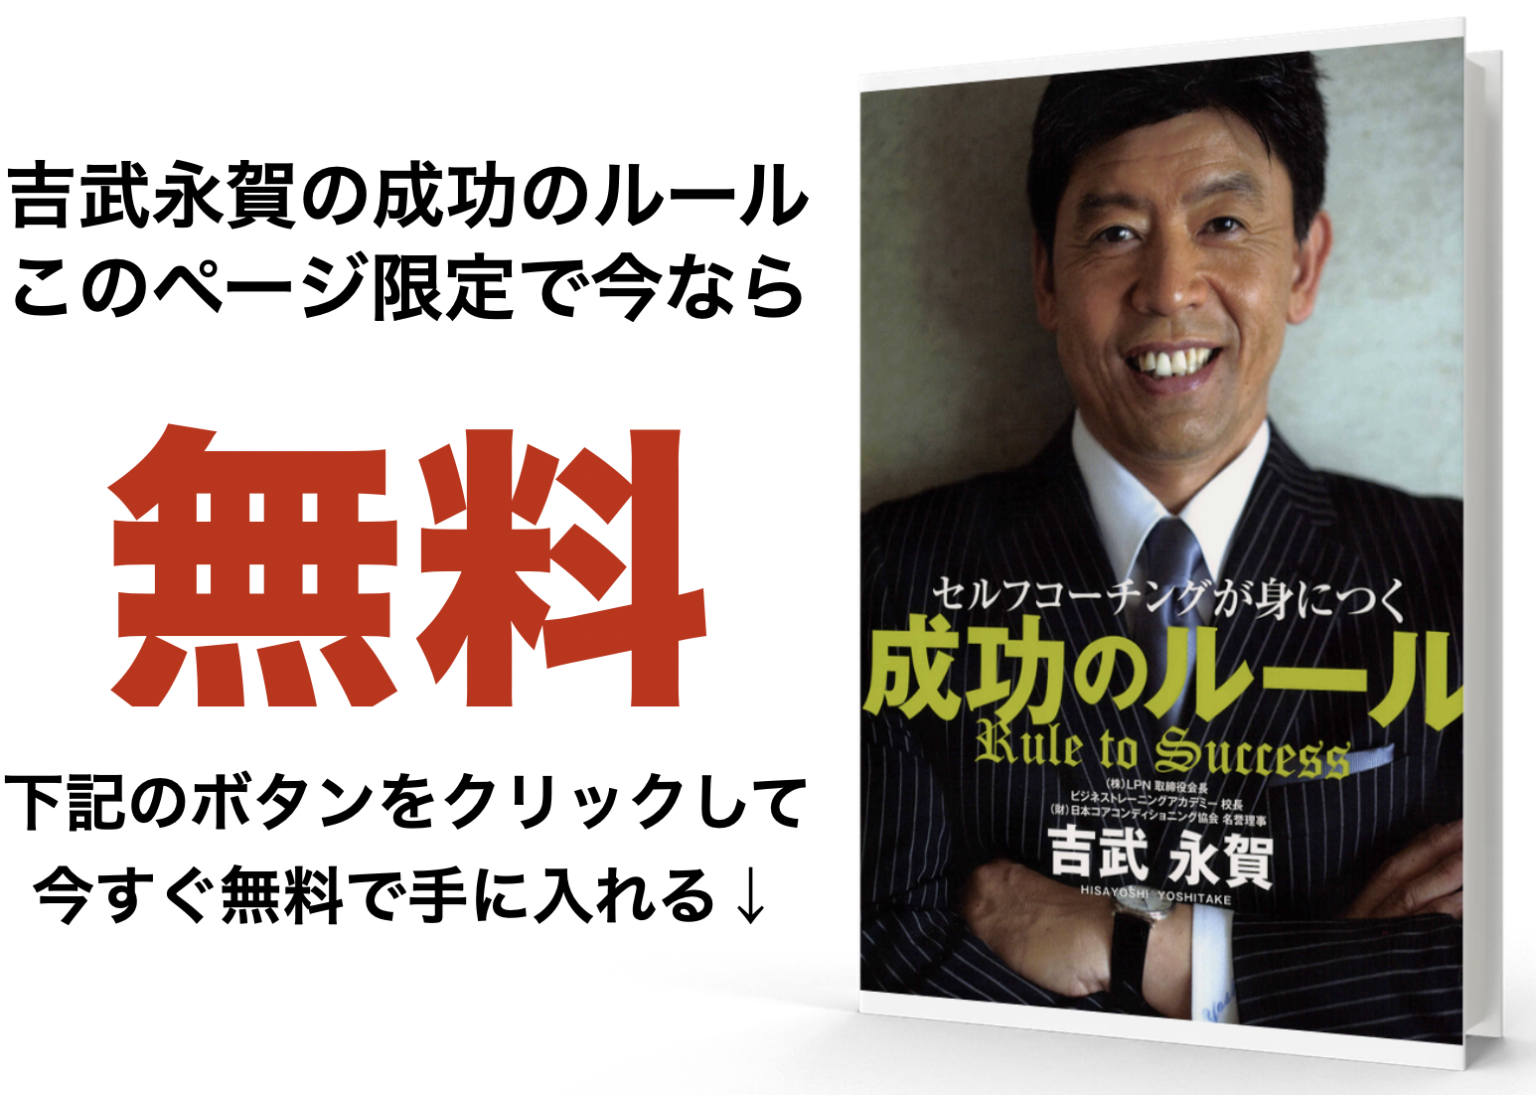 吉武永賀の成功のルール
このページ限定で今なら
無料
下記のボタンをクリックして
今すぐ無料で手に入れる↓
セルフコーチングが身につく
成功のルール
Rule to Success
(株)LPN 取締役会長
ビジネストレーニングアカデミー 校長
(財)日本コアコンディショニング協会 名誉理事
吉武 永賀
HISAYOSHI YOSHITAKE